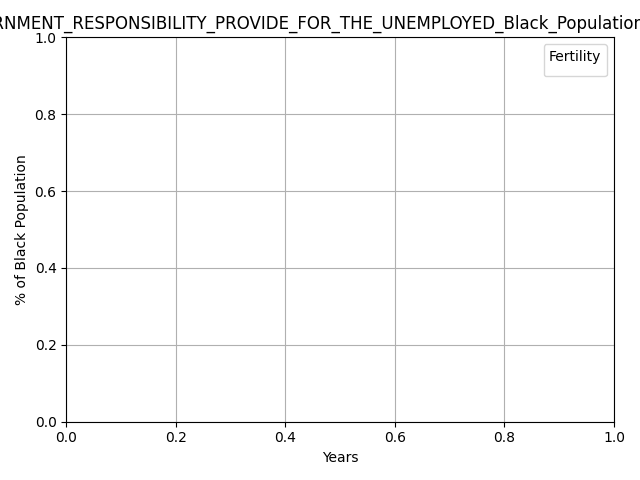 RNMENT_RESPONSIBILITY_PROVIDE_FOR_THE_UNEMPLOYED_Black_Population
Fertility
% of Black Population
1.0
0.8
0.6
0.4
0.2
0.0
0.0 0.2 0.4 0.6 0.8 1.0
Years